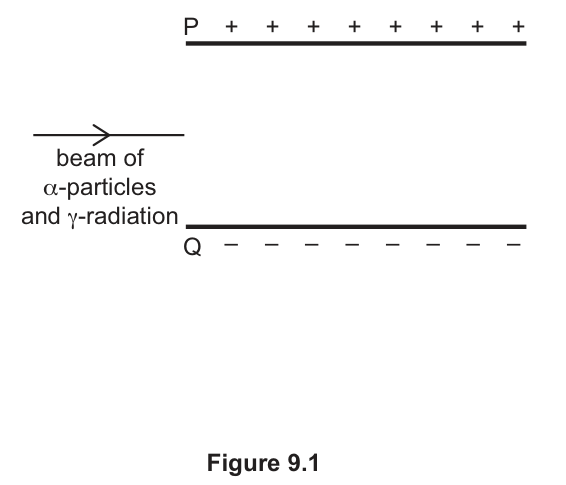 P + + + + + + + +
beam of
α-particles
and γ-radiation
Q − − − − − − − −
Figure 9.1